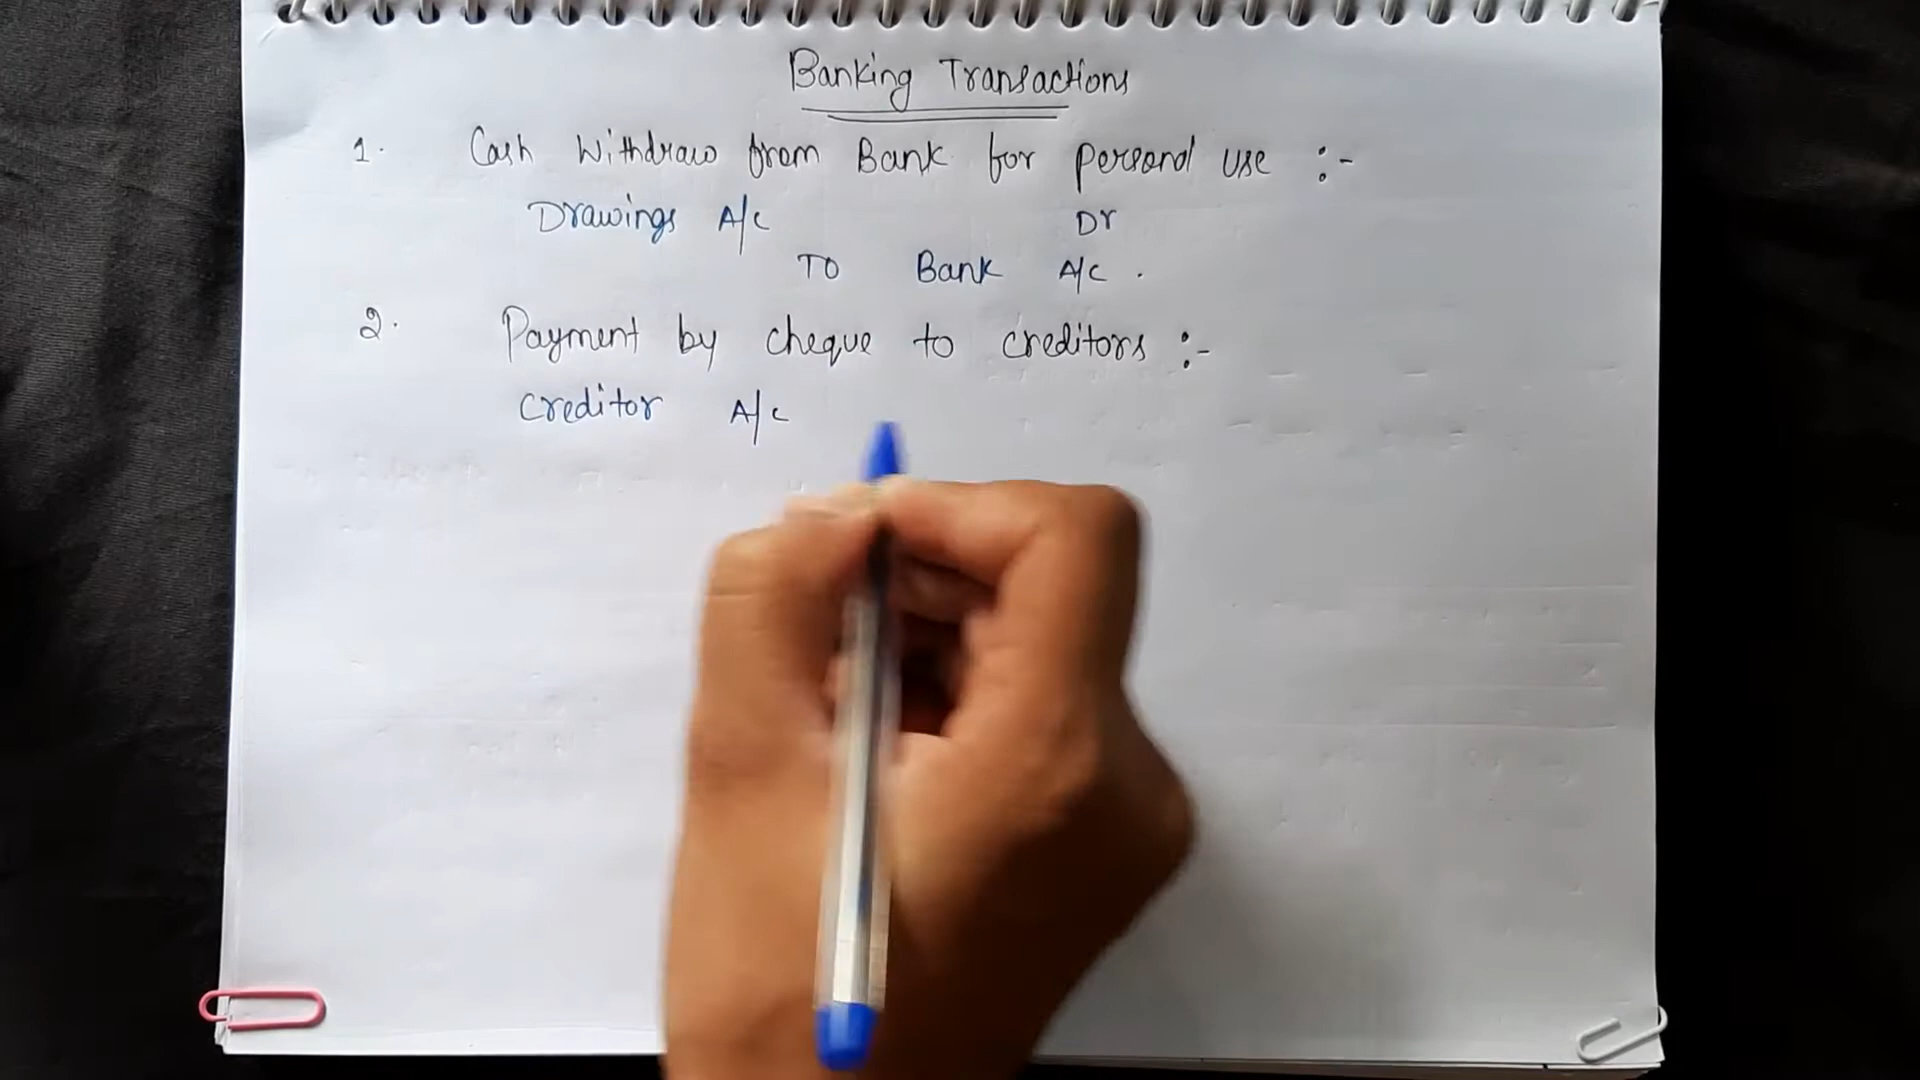 Banking Transactions
1. Cash Withdraw from Bank for personal use :-
Drawings A/c Dr
TO Bank A/c .
2. Payment by cheque to creditors :-
Creditor A/c